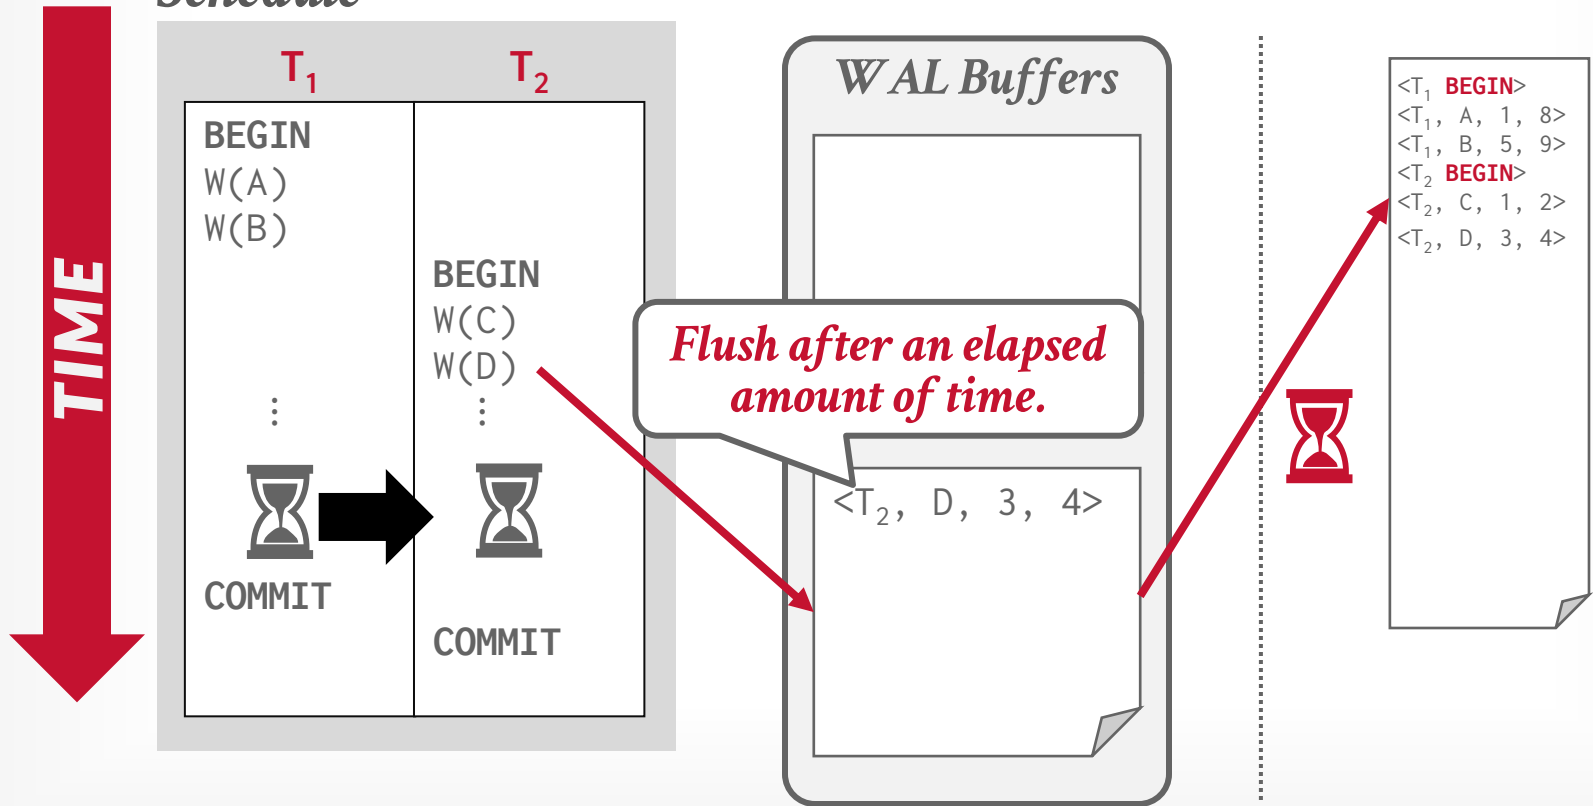 Schedule
TIME
T1 T2
BEGIN
W(A)
W(B)
⋮
COMMIT
BEGIN
W(C)
W(D)
⋮
COMMIT
WAL Buffers
Flush after an elapsed
amount of time.
<T2, D, 3, 4>
<T1 BEGIN>
<T1, A, 1, 8>
<T1, B, 5, 9>
<T2 BEGIN>
<T2, C, 1, 2>
<T2, D, 3, 4>